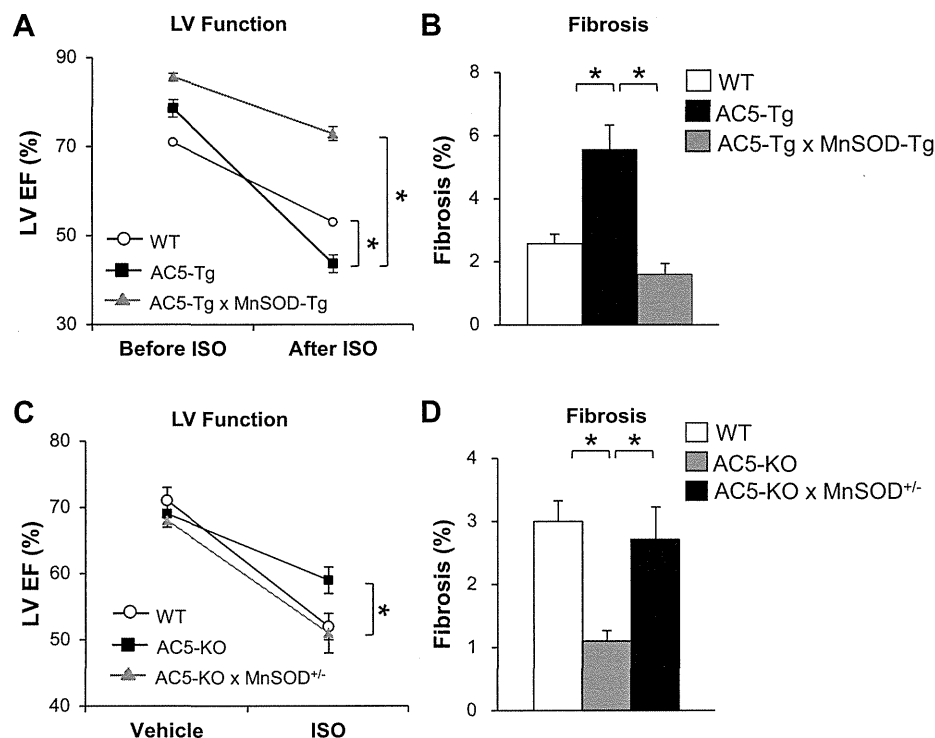 A
LV Function
90
70
50
30
LV EF (%)
WT
AC5-Tg
AC5-Tg x MnSOD-Tg
*
*
Before ISO
After ISO
B
Fibrosis
8
6
4
2
0
Fibrosis (%)
* *
WT
AC5-Tg
AC5-Tg x MnSOD-Tg
C
LV Function
80
70
60
50
40
LV EF (%)
WT
AC5-KO
AC5-KO x MnSOD+/-
*
Vehicle
ISO
D
Fibrosis
4
3
2
1
0
Fibrosis (%)
* *
WT
AC5-KO
AC5-KO x MnSOD+/-